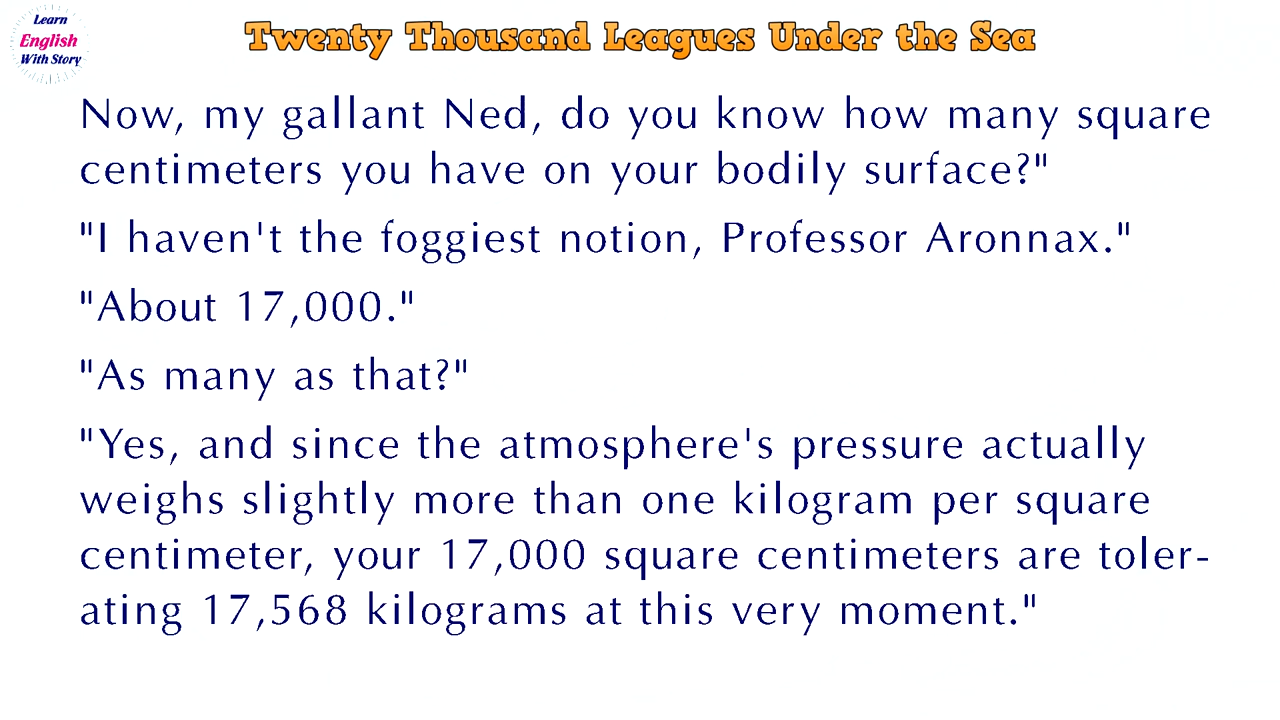 Learn
English
With Story
Twenty Thousand Leagues Under the Sea
Now, my gallant Ned, do you know how many square
centimeters you have on your bodily surface?"
"I haven't the foggiest notion, Professor Aronnax."
"About 17,000."
"As many as that?"
"Yes, and since the atmosphere's pressure actually
weighs slightly more than one kilogram per square
centimeter, your 17,000 square centimeters are toler-
ating 17,568 kilograms at this very moment."